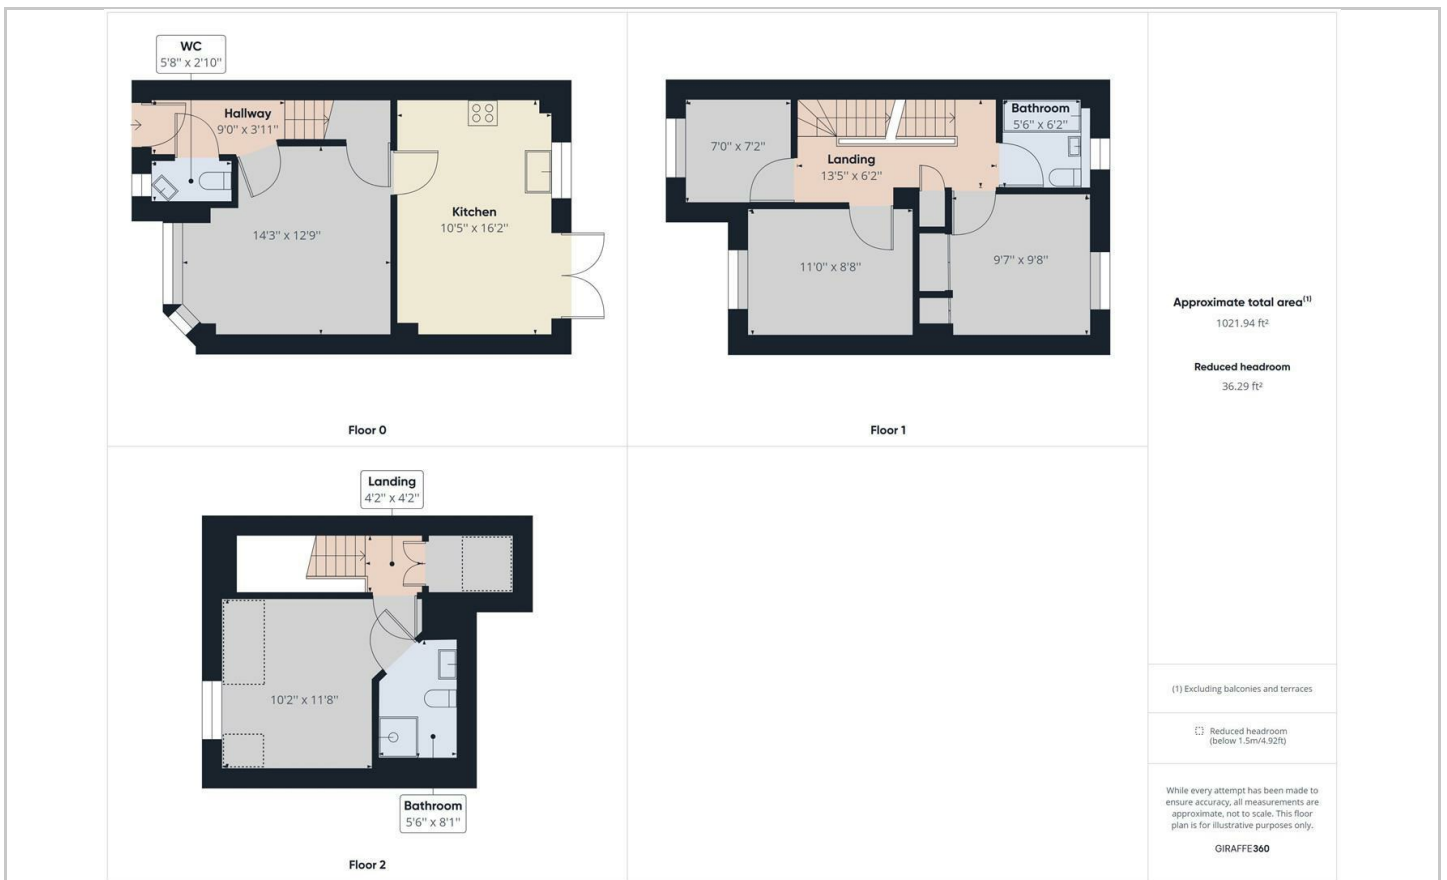 WC
5'8" x 2'10"
Hallway
9'0" x 3'11"
14'3" x 12'9"
Kitchen
10'5" x 16'2"
Floor 0
7'0" x 7'2"
Landing
13'5" x 6'2"
Bathroom
5'6" x 6'2"
11'0" x 8'8"
9'7" x 9'8"
Floor 1
Landing
4'2" x 4'2"
10'2" x 11'8"
Bathroom
5'6" x 8'1"
Floor 2
Approximate total area(1)
1021.94 ft²
Reduced headroom
36.29 ft²
(1) Excluding balconies and terraces
Reduced headroom
(below 1.5m/4.92ft)
While every attempt has been made to
ensure accuracy, all measurements are
approximate, not to scale. This floor
plan is for illustrative purposes only.
GIRAFFE360